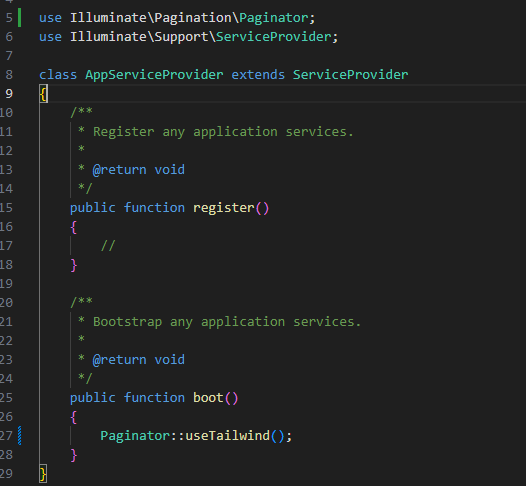 5 use Illuminate\Pagination\Paginator;
6 use Illuminate\Support\ServiceProvider;
7
8 class AppServiceProvider extends ServiceProvider
9 {
10     /**
11      * Register any application services.
12      *
13      * @return void
14      */
15     public function register()
16     {
17         //
18     }
19
20     /**
21      * Bootstrap any application services.
22      *
23      * @return void
24      */
25     public function boot()
26     {
27         Paginator::useTailwind();
28     }
29 }